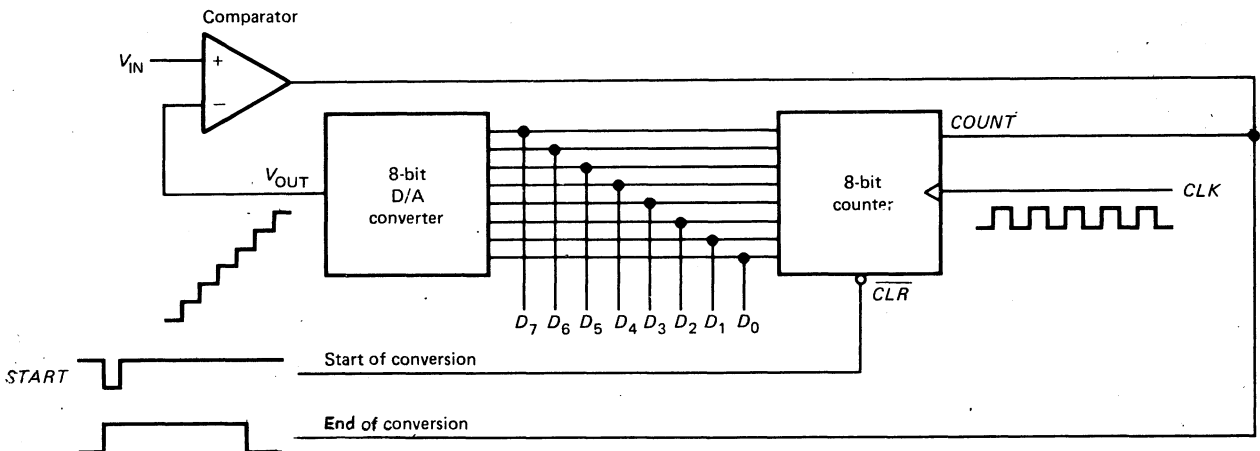 Comparator
V_IN
+
−
V_OUT
8-bit
D/A
converter
8-bit
counter
COUNT
CLK
CLR
D7 D6 D5 D4 D3 D2 D1 D0
START
Start of conversion
End of conversion